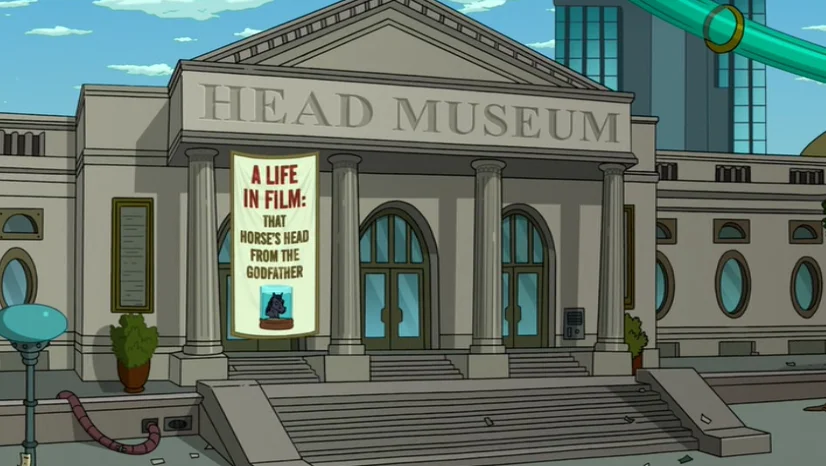 HEAD MUSEUM
A LIFE
IN FILM:
THAT
HORSE'S HEAD
FROM THE
GODFATHER